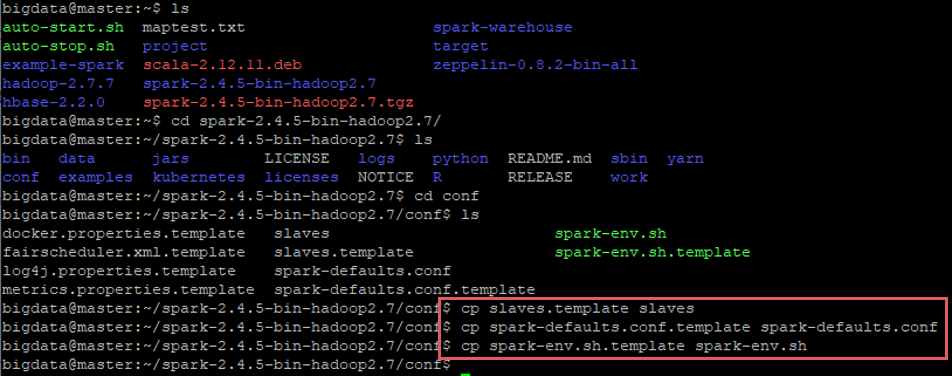 bigdata@master:~$ ls
auto-start.sh maptest.txt spark-warehouse
auto-stop.sh project target
example-spark scala-2.12.11.deb zeppelin-0.8.2-bin-all
hadoop-2.7.7 spark-2.4.5-bin-hadoop2.7
hbase-2.2.0 spark-2.4.5-bin-hadoop2.7.tgz
bigdata@master:~$ cd spark-2.4.5-bin-hadoop2.7/
bigdata@master:~/spark-2.4.5-bin-hadoop2.7$ ls
bin data jars LICENSE logs python README.md sbin yarn
conf examples kubernetes licenses NOTICE R RELEASE work
bigdata@master:~/spark-2.4.5-bin-hadoop2.7$ cd conf
bigdata@master:~/spark-2.4.5-bin-hadoop2.7/conf$ ls
docker.properties.template slaves spark-env.sh
fairscheduler.xml.template slaves.template spark-env.sh.template
log4j.properties.template spark-defaults.conf
metrics.properties.template spark-defaults.conf.template
bigdata@master:~/spark-2.4.5-bin-hadoop2.7/conf$ cp slaves.template slaves
bigdata@master:~/spark-2.4.5-bin-hadoop2.7/conf$ cp spark-defaults.conf.template spark-defaults.conf
bigdata@master:~/spark-2.4.5-bin-hadoop2.7/conf$ cp spark-env.sh.template spark-env.sh
bigdata@master:~/spark-2.4.5-bin-hadoop2.7/conf$